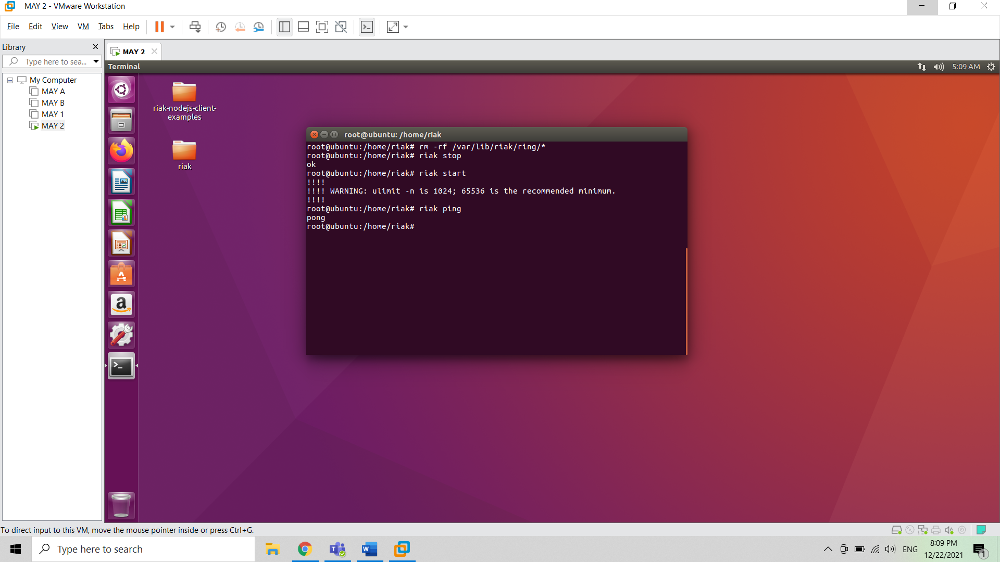 MAY 2 - VMware Workstation
File Edit View VM Tabs Help
Library
Type here to sea...
My Computer
MAY A
MAY B
MAY 1
MAY 2
MAY 2
Terminal
5:09 AM
riak-nodejs-client-
examples
riak
root@ubuntu: /home/riak
root@ubuntu:/home/riak# rm -rf /var/lib/riak/ring/*
root@ubuntu:/home/riak# riak stop
ok
root@ubuntu:/home/riak# riak start
!!!!
!!!! WARNING: ulimit -n is 1024; 65536 is the recommended minimum.
!!!!
root@ubuntu:/home/riak# riak ping
pong
root@ubuntu:/home/riak#
To direct input to this VM, move the mouse pointer inside or press Ctrl+G.
Type here to search
ENG
8:09 PM
12/22/2021
1